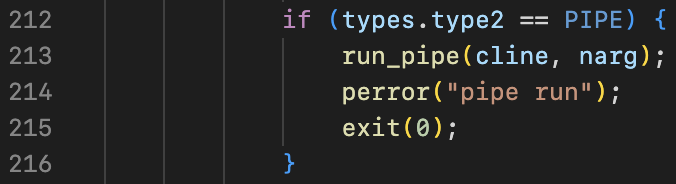 212 if (types.type2 == PIPE) {
213 run_pipe(cline, narg);
214 perror("pipe run");
215 exit(0);
216 }